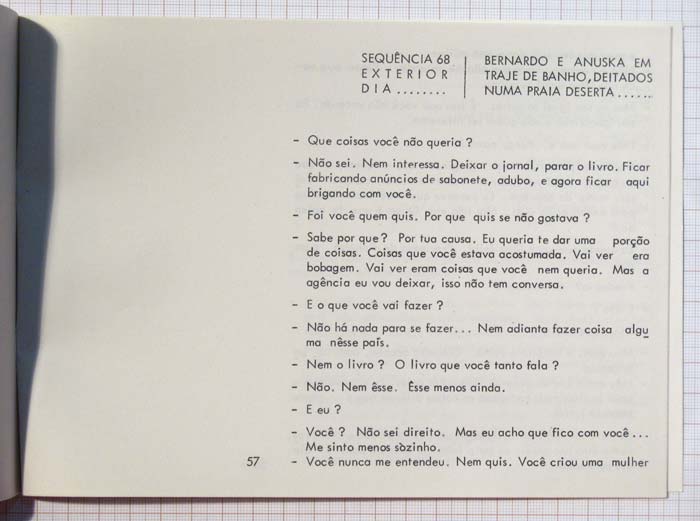 SEQUÊNCIA 68
EXTERIOR
DIA ........
BERNARDO E ANUSKA EM
TRAJE DE BANHO, DEITADOS
NUMA PRAIA DESERTA ......
- Que coisas você não queria ?
- Não sei. Nem interessa. Deixar o jornal, parar o livro. Ficar
fabricando anúncios de sabonete, adubo, e agora ficar aqui
brigando com você.
- Foi você quem quis. Por que quis se não gostava ?
- Sabe por que ? Por tua causa. Eu queria te dar uma porção
de coisas. Coisas que você estava acostumada. Vai ver era
bobagem. Vai ver eram coisas que você nem queria. Mas a
agência eu vou deixar, isso não tem conversa.
- E o que você vai fazer ?
- Não há nada para se fazer... Nem adianta fazer coisa algu
ma nêsse país.
- Nem o livro ? O livro que você tanto fala ?
- Não. Nem êsse. Êsse menos ainda.
- E eu ?
- Você ? Não sei direito. Mas eu acho que fico com você...
Me sinto menos sòzinho.
57 - Você nunca me entendeu. Nem quis. Você criou uma mulher